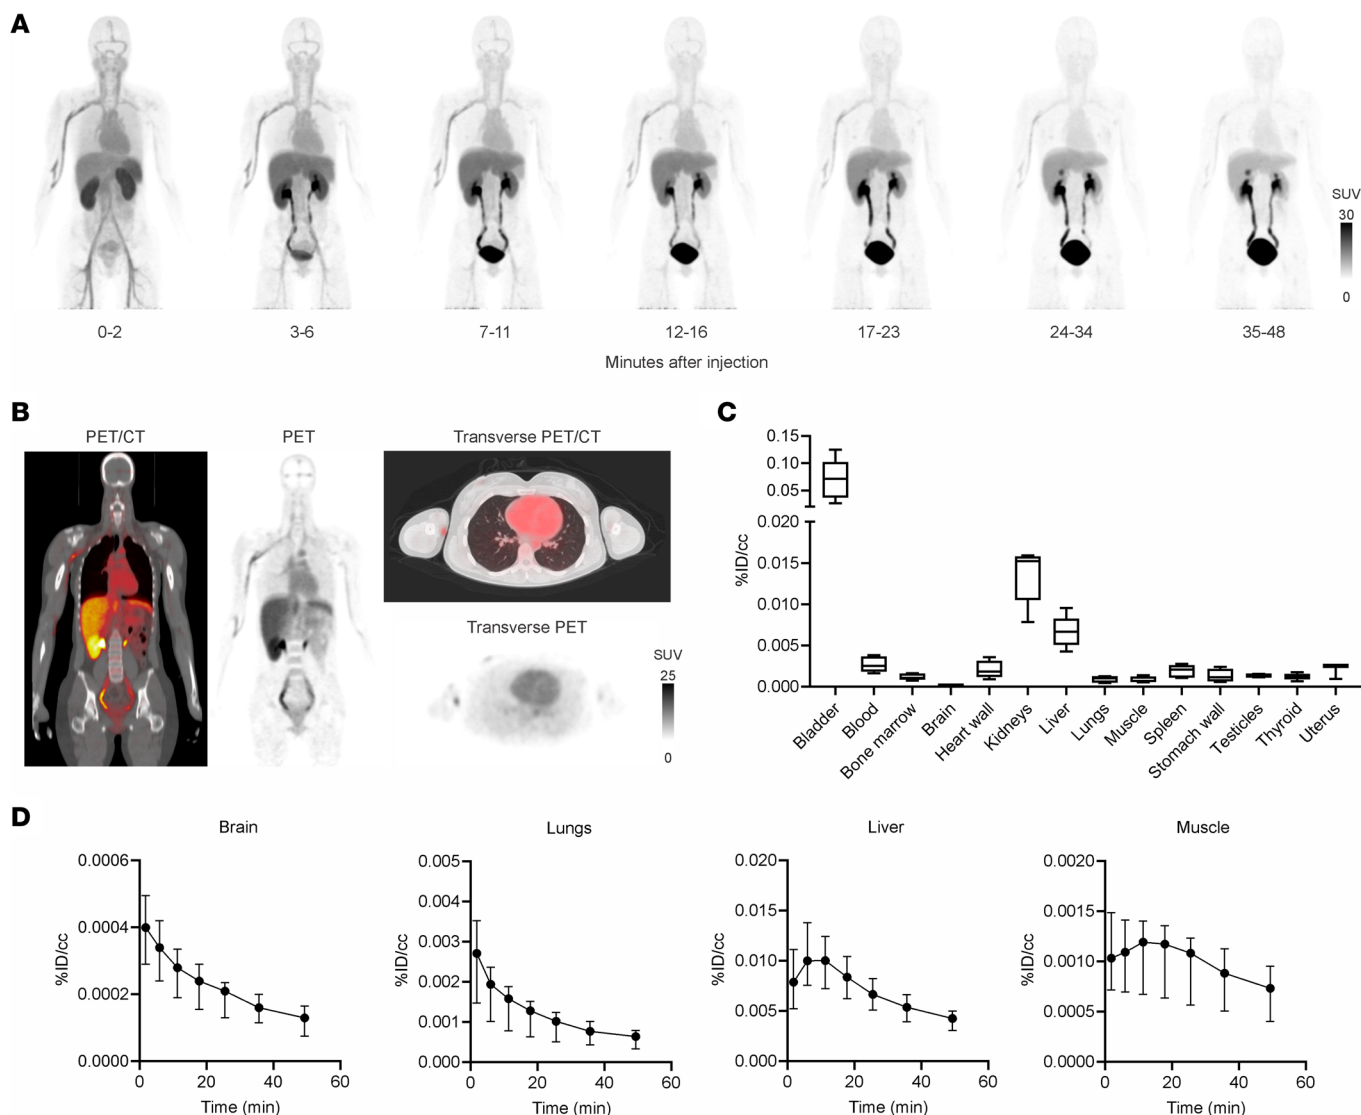 A
SUV
30
0
0-2 3-6 7-11 12-16 17-23 24-34 35-48
Minutes after injection
B
PET/CT PET Transverse PET/CT
Transverse PET
SUV
25
0
C
%ID/cc
0.15
0.10
0.05
0.020
0.015
0.010
0.005
0.000
Bladder
Blood
Bone marrow
Brain
Heart wall
Kidneys
Liver
Lungs
Muscle
Spleen
Stomach wall
Testicles
Thyroid
Uterus
D
Brain
%ID/cc
0.0006
0.0004
0.0002
0.0000
0 20 40 60
Time (min)
Lungs
%ID/cc
0.005
0.004
0.003
0.002
0.001
0.000
0 20 40 60
Time (min)
Liver
%ID/cc
0.020
0.015
0.010
0.005
0.000
0 20 40 60
Time (min)
Muscle
%ID/cc
0.0020
0.0015
0.0010
0.0005
0.0000
0 20 40 60
Time (min)